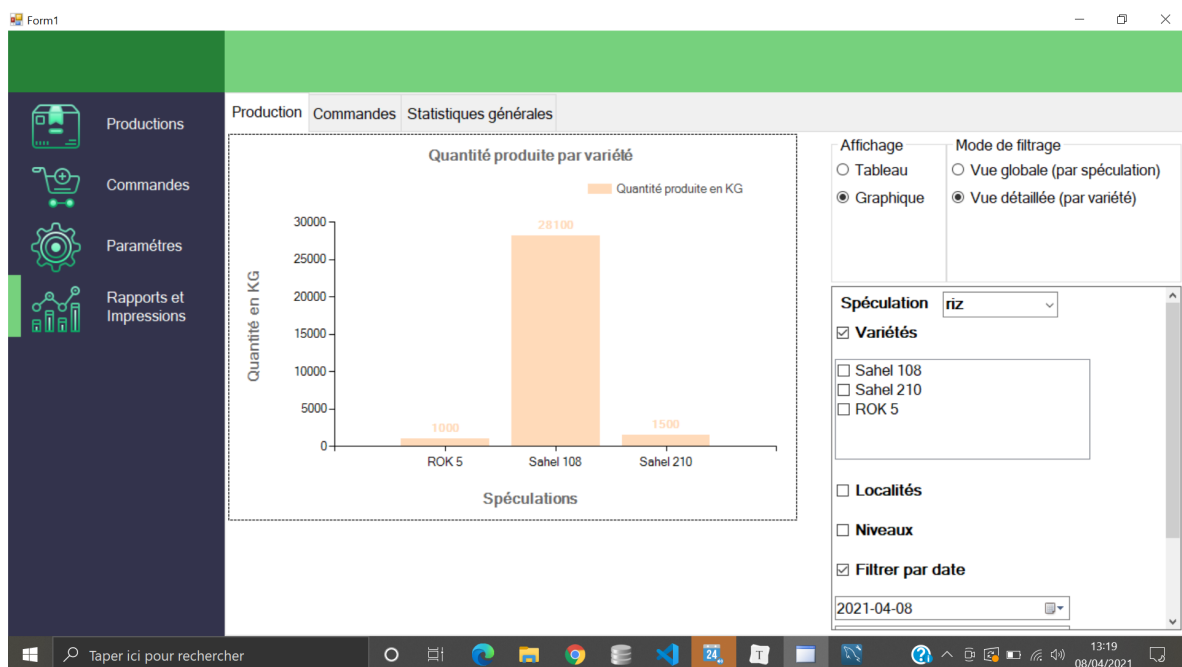 Form1
Productions
Commandes
Paramétres
Rapports et
Impressions
Production Commandes Statistiques générales
Quantité produite par variété
Quantité produite en KG
Quantité en KG
30000
25000
20000
15000
10000
5000
0
1000
28100
1500
ROK 5 Sahel 108 Sahel 210
Spéculations
Affichage
Tableau
Graphique
Mode de filtrage
Vue globale (par spéculation)
Vue détaillée (par variété)
Spéculation riz
Variétés
Sahel 108
Sahel 210
ROK 5
Localités
Niveaux
Filtrer par date
2021-04-08
Taper ici pour rechercher
24
T
13:19
08/04/2021